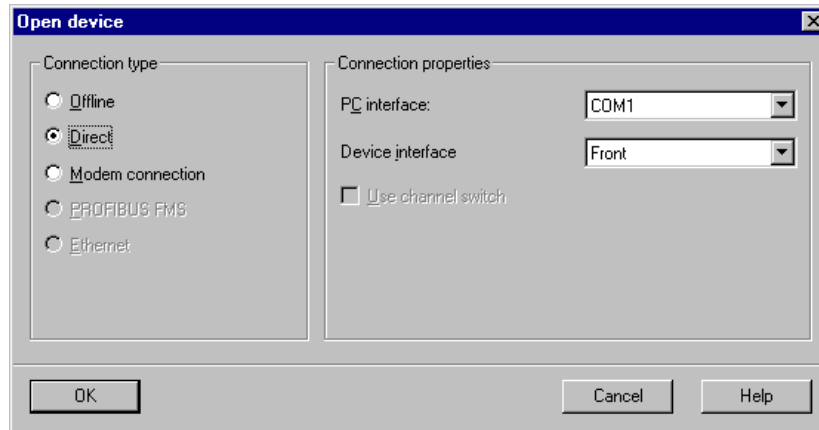 Open device
Connection type
Offline
Direct
Modem connection
PROFIBUS FMS
Ethernet
Connection properties
PC interface: COM1
Device interface Front
Use channel switch
OK Cancel Help